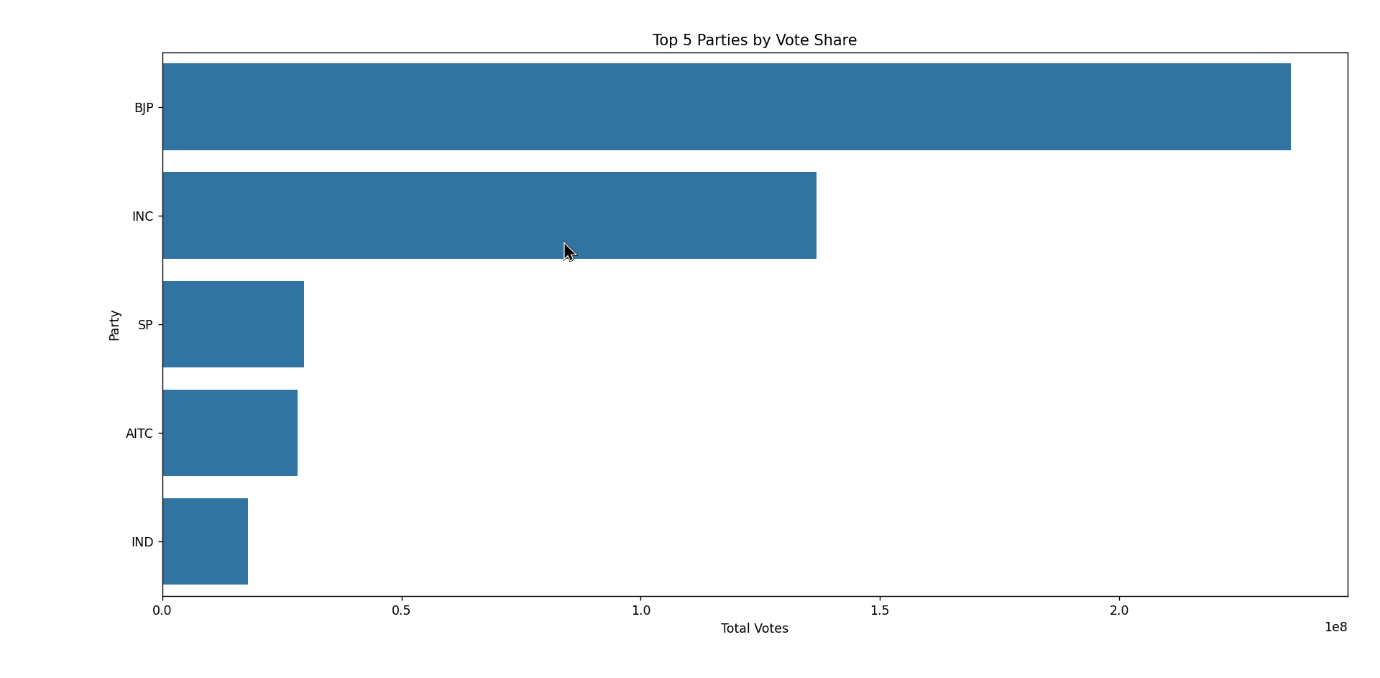 Top 5 Parties by Vote Share
BJP
INC
SP
AITC
IND
Party
0.0 0.5 1.0 1.5 2.0
1e8
Total Votes